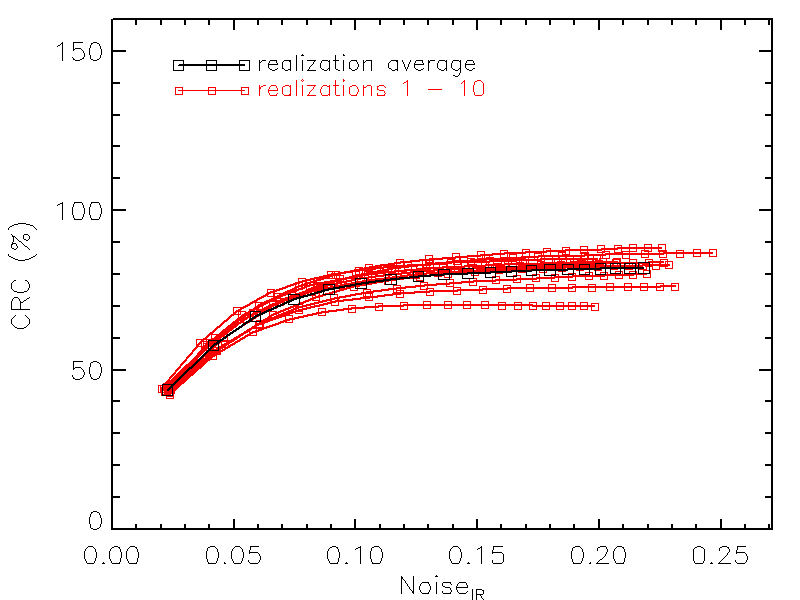 150
realization average
realizations 1 - 10
100
CRC (%)
50
0
0.00 0.05 0.10 0.15 0.20 0.25
Noise_IR